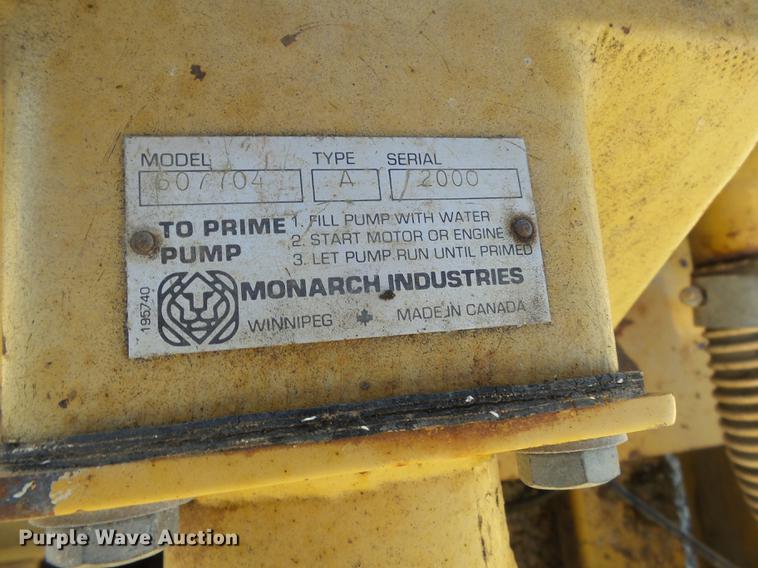 MODEL TYPE SERIAL
607704 A 2000
TO PRIME PUMP
1. FILL PUMP WITH WATER
2. START MOTOR OR ENGINE
3. LET PUMP RUN UNTIL PRIMED
MONARCH INDUSTRIES
WINNIPEG MADE IN CANADA
195740
Purple Wave Auction